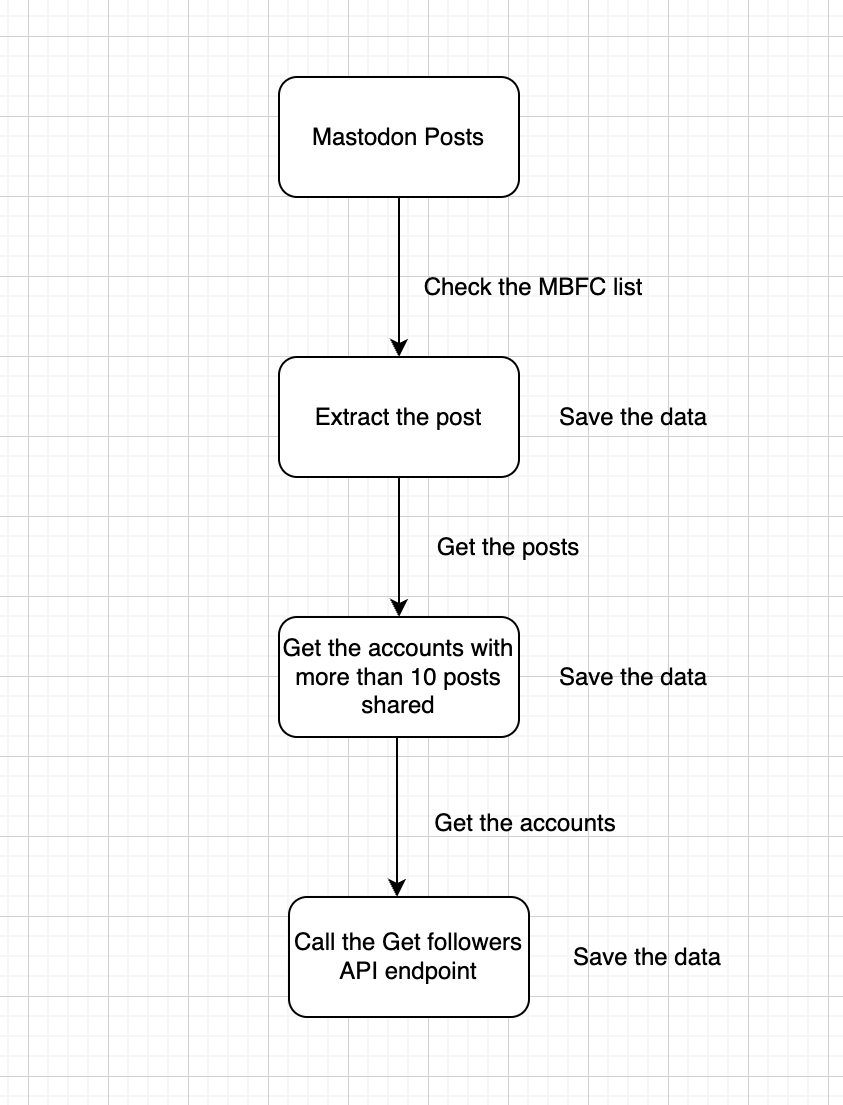 Mastodon Posts
Check the MBFC list
Extract the post
Save the data
Get the posts
Get the accounts with
more than 10 posts
shared
Save the data
Get the accounts
Call the Get followers
API endpoint
Save the data